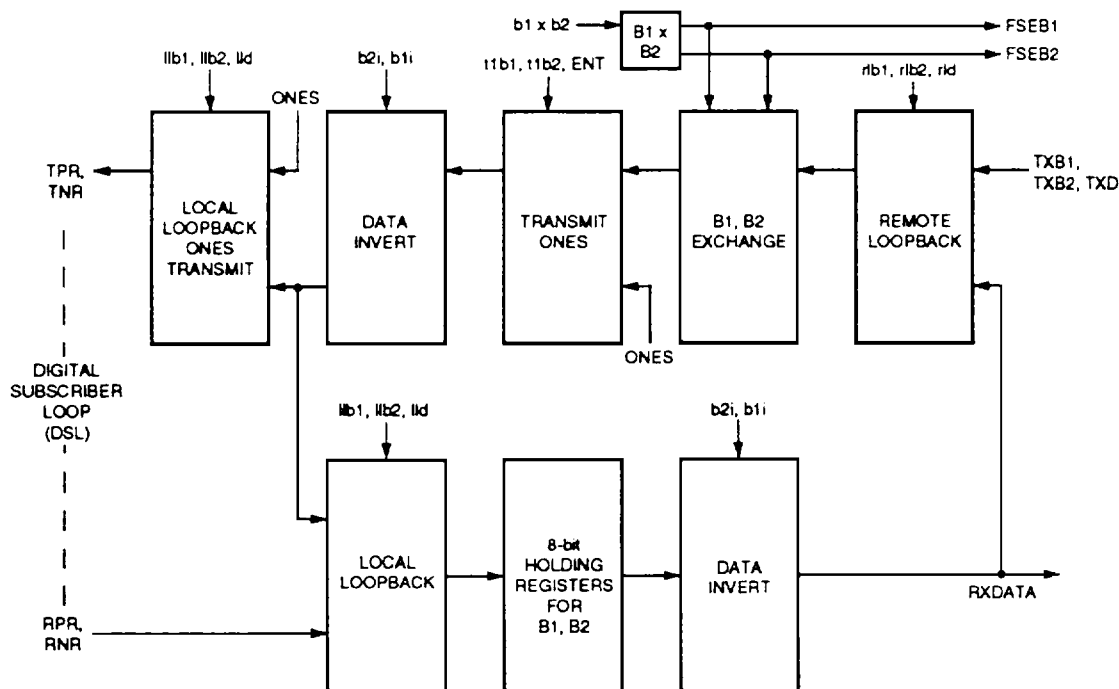 b1 x b2
B1 x
B2
FSEB1
FSEB2
llb1, llb2, lld
b2i, b1i
t1b1, t1b2, ENT
rlb1, rlb2, rld
ONES
TPR,
TNR
LOCAL
LOOPBACK
ONES
TRANSMIT
DATA
INVERT
TRANSMIT
ONES
B1, B2
EXCHANGE
REMOTE
LOOPBACK
TXB1,
TXB2, TXD
ONES
DIGITAL
SUBSCRIBER
LOOP
(DSL)
llb1, llb2, lld
b2i, b1i
LOCAL
LOOPBACK
8-bit
HOLDING
REGISTERS
FOR
B1, B2
DATA
INVERT
RXDATA
RPR,
RNR